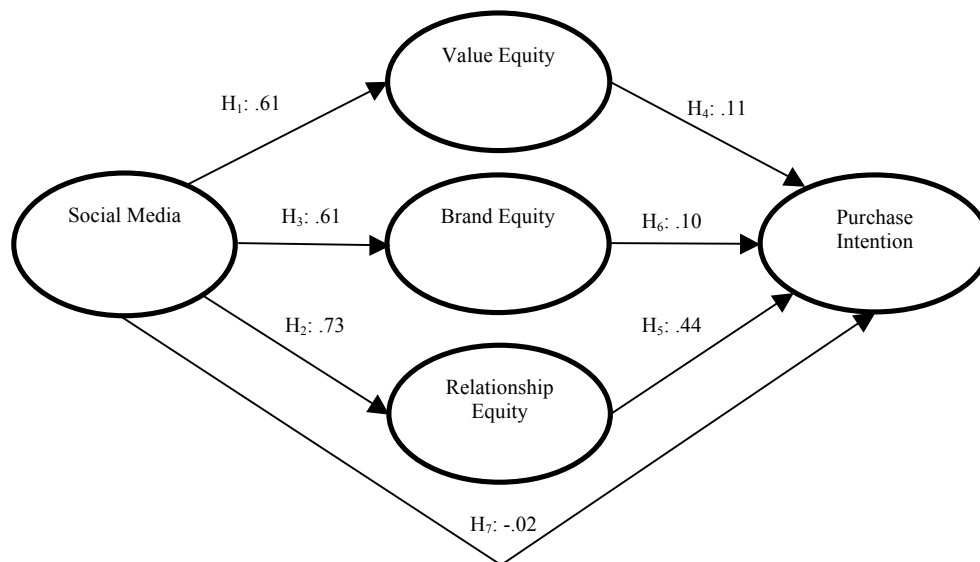 Value Equity
H₁: .61
H₄: .11
Social Media
H₃: .61
Brand Equity
H₆: .10
Purchase
Intention
H₂: .73
H₅: .44
Relationship
Equity
H₇: -.02